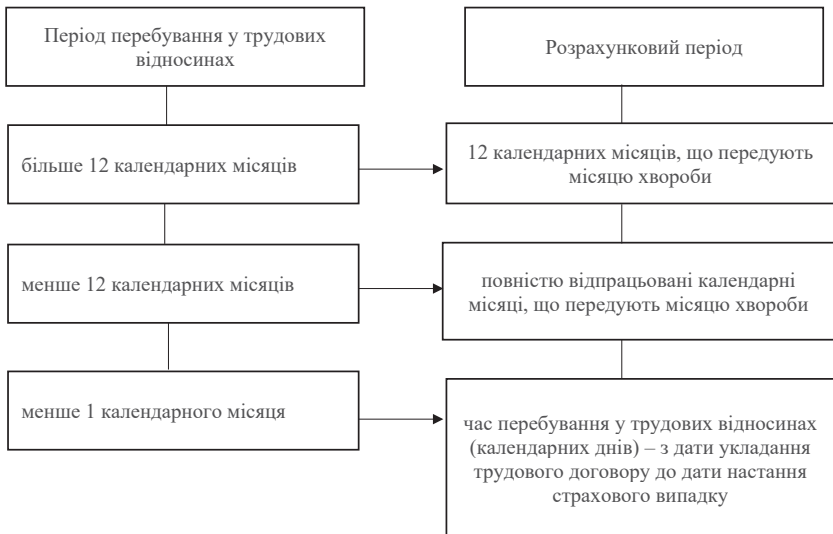 Період перебування у трудових
відносинах
Розрахунковий період
більше 12 календарних місяців
12 календарних місяців, що передують
місяцю хвороби
менше 12 календарних місяців
повністю відпрацьовані календарні
місяці, що передують місяцю хвороби
менше 1 календарного місяця
час перебування у трудових відносинах
(календарних днів) – з дати укладання
трудового договору до дати настання
страхового випадку